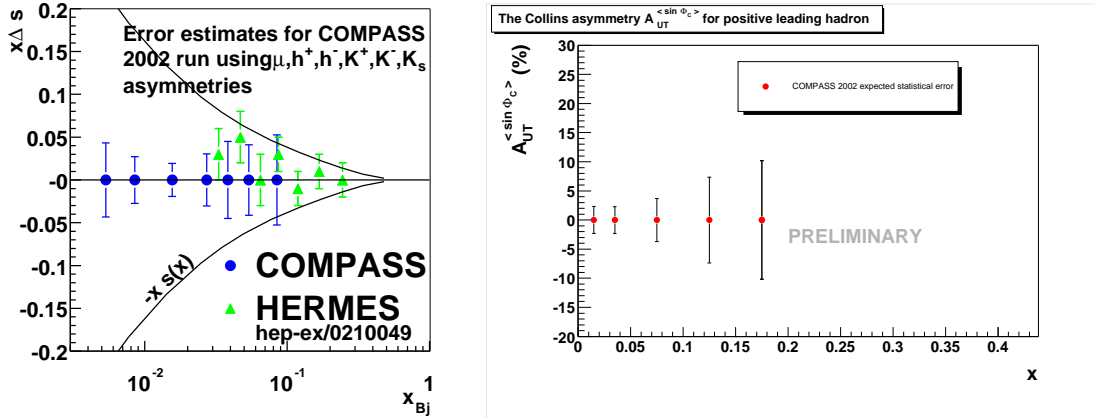 xΔs
0.2
0.15
0.1
0.05
-0
-0.05
-0.1
-0.15
-0.2
Error estimates for COMPASS
2002 run usingμ,h+,h-,K+,K-,Ks
asymmetries
-x s(x)
COMPASS
HERMES
hep-ex/0210049
10-2
10-1
1
xBj
The Collins asymmetry A UT <sin Φc> for positive leading hadron
AUT <sin Φc> (%)
30
25
20
15
10
5
0
-5
-10
-15
-20
COMPASS 2002 expected statistical error
PRELIMINARY
0 0.05 0.1 0.15 0.2 0.25 0.3 0.35 0.4
x